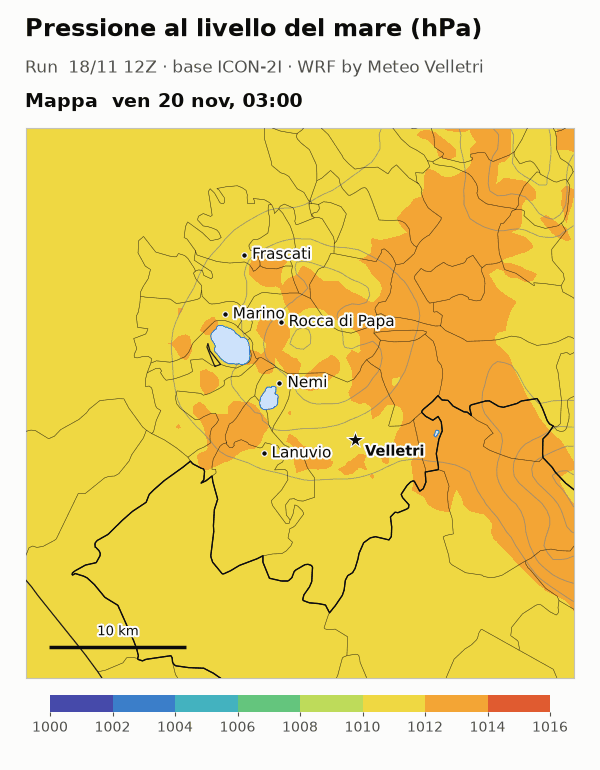 Pressione al livello del mare (hPa)
Run  18/11 12Z · base ICON-2I · WRF by Meteo Velletri
Mappa  ven 20 nov, 03:00
Frascati
Marino
Rocca di Papa
Nemi
Velletri
Lanuvio
10 km
1000 1002 1004 1006 1008 1010 1012 1014 1016